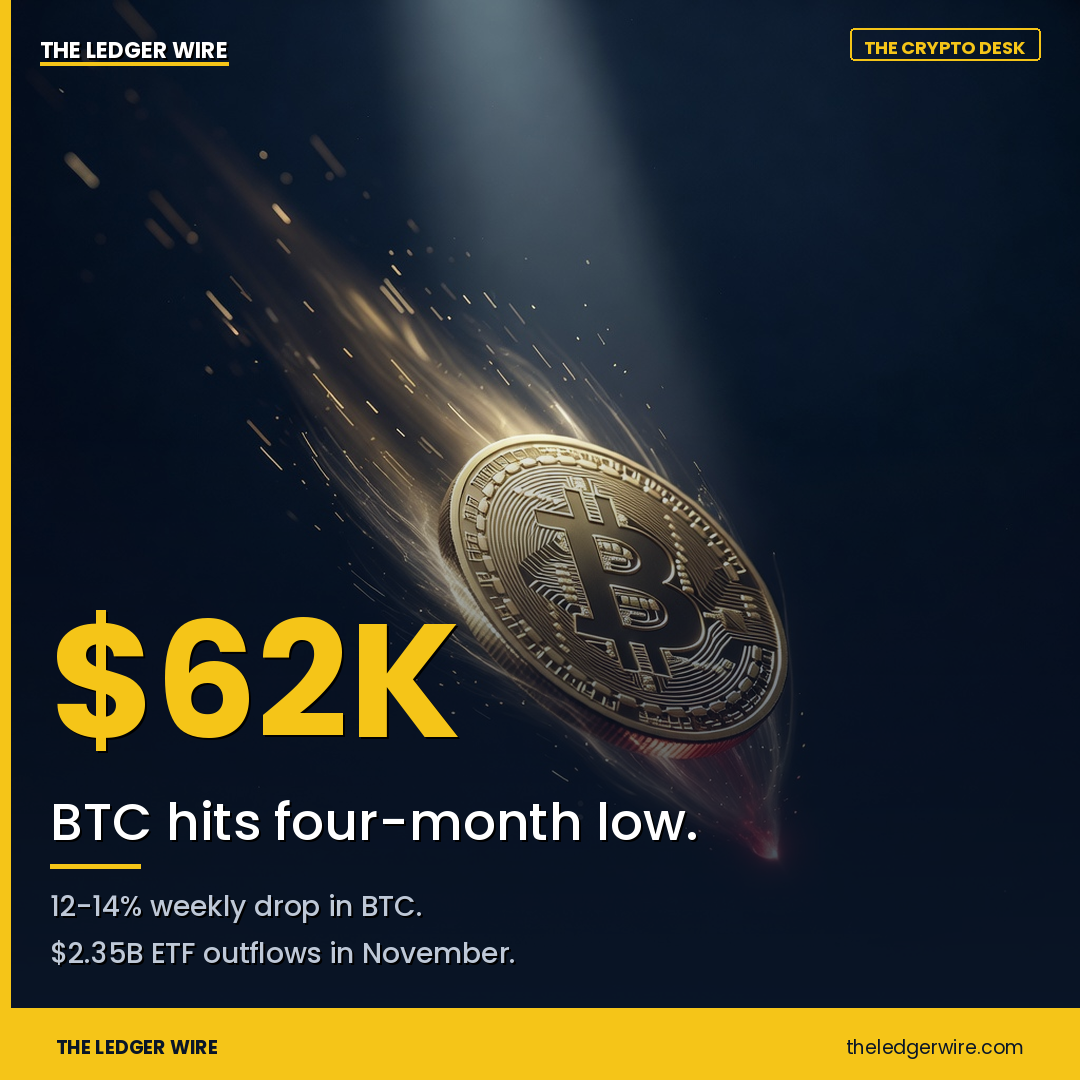 THE LEDGER WIRE
THE CRYPTO DESK
$62K
BTC hits four-month low.
12-14% weekly drop in BTC.
$2.35B ETF outflows in November.
THE LEDGER WIRE
theledgerwire.com